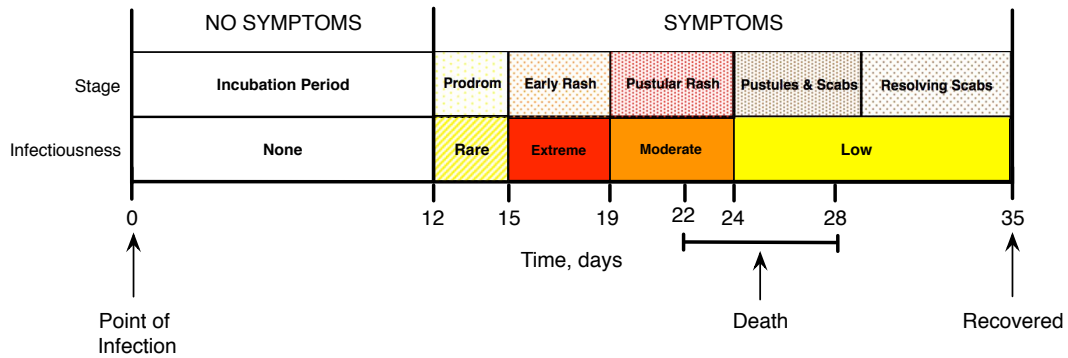 NO SYMPTOMS SYMPTOMS
Stage Incubation Period Prodrom Early Rash Pustular Rash Pustules & Scabs Resolving Scabs
Infectiousness None Rare Extreme Moderate Low
0 12 15 19 22 24 28 35
Time, days
Point of Infection
Death
Recovered